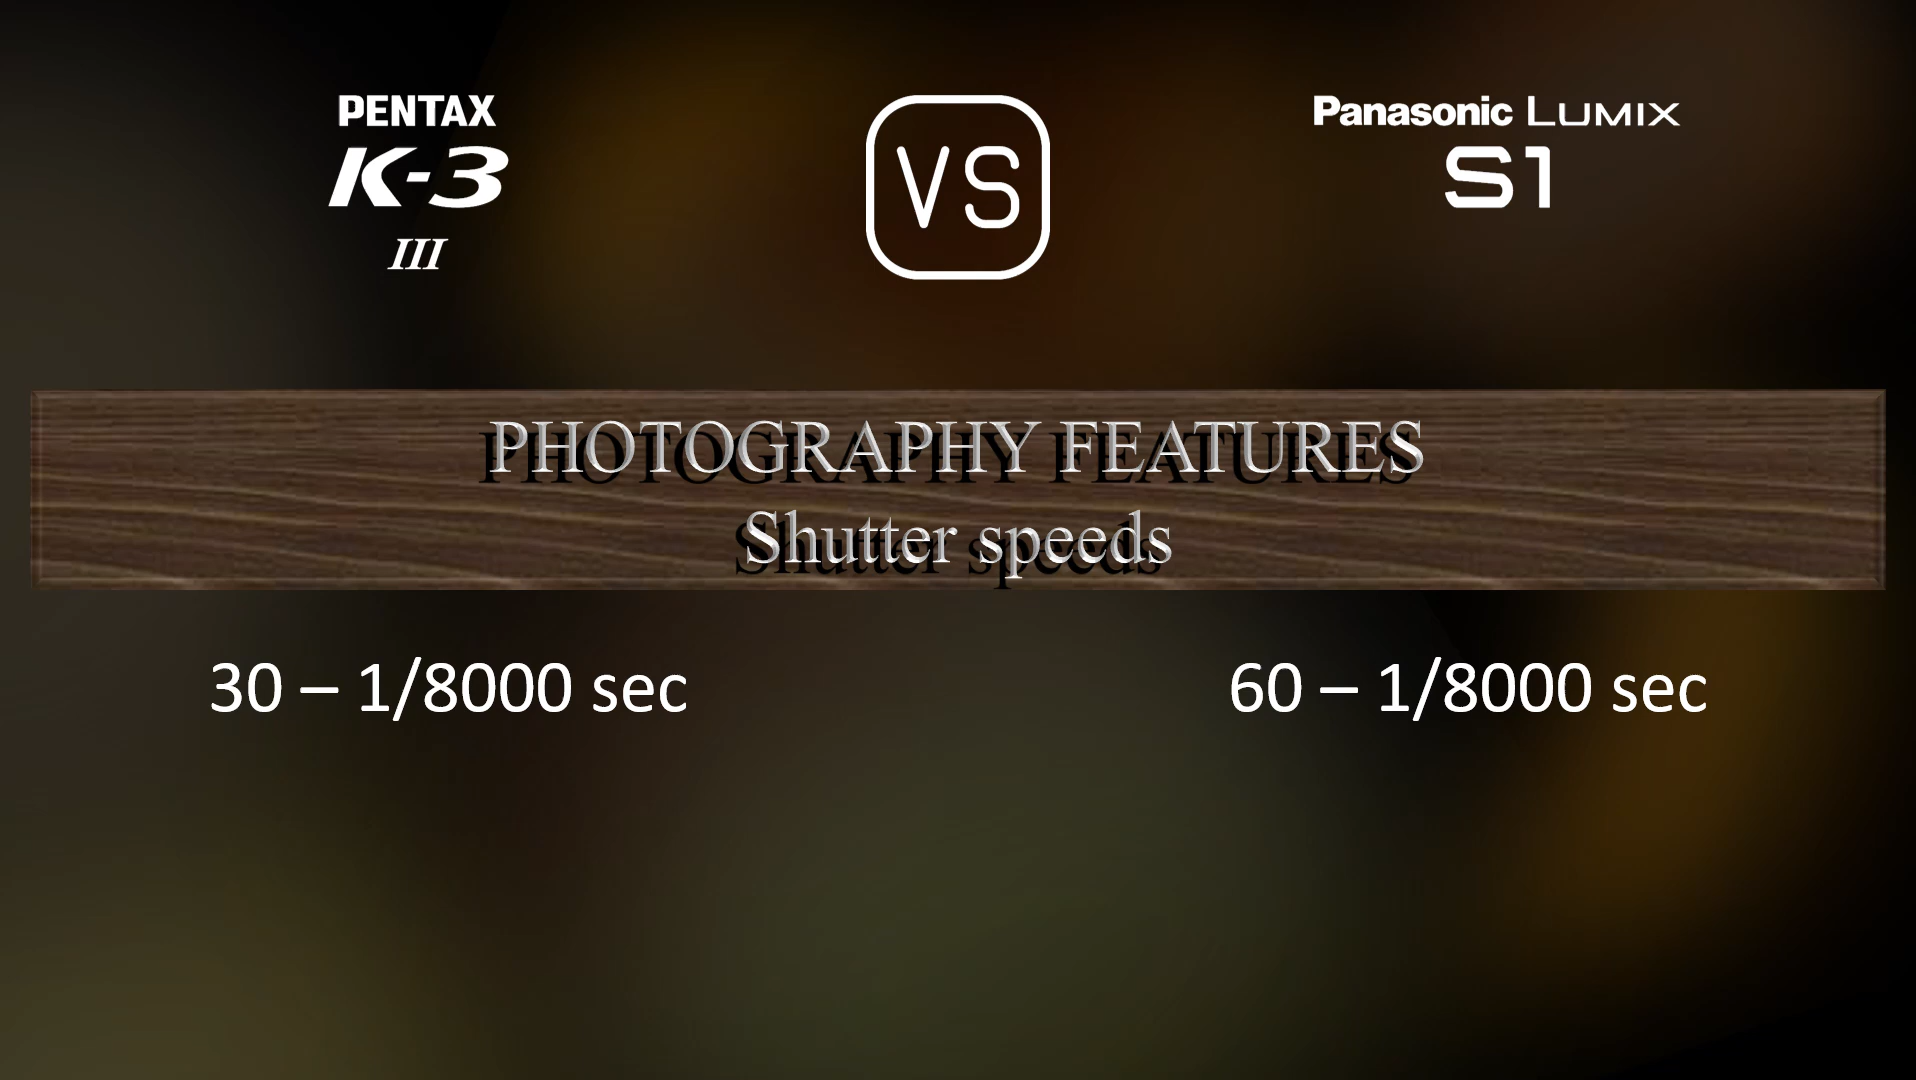 PENTAX
K-3
III
VS
Panasonic LUMIX
S1
PHOTOGRAPHY FEATURES
Shutter speeds
30 – 1/8000 sec
60 – 1/8000 sec